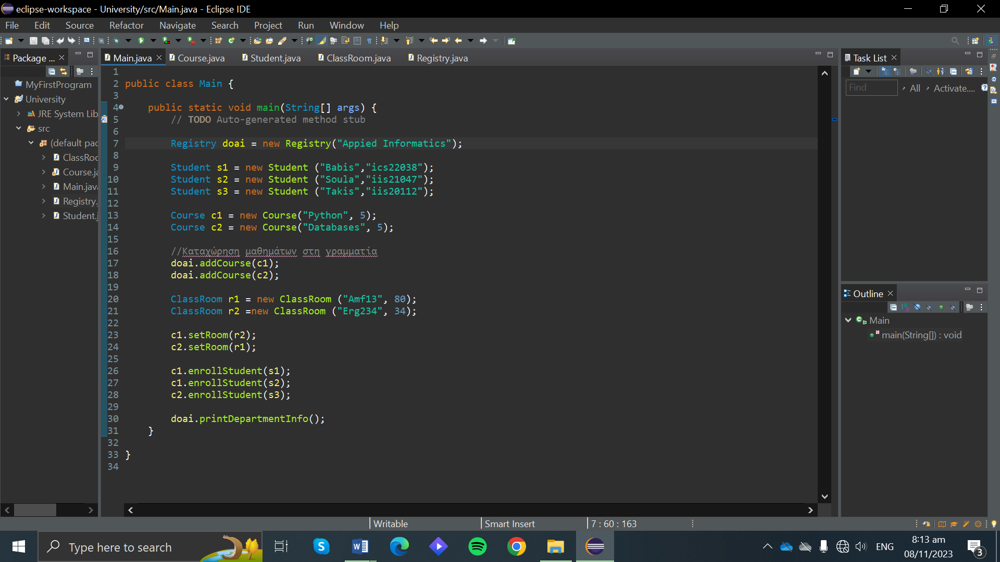 eclipse-workspace - University/src/Main.java - Eclipse IDE
File Edit Source Refactor Navigate Search Project Run Window Help
Package ...
Main.java Course.java Student.java ClassRoom.java Registry.java
MyFirstProgram
University
JRE System Lib
src
(default pac
ClassRoo
Course.ja
Main.java
Registry.
Student.j
1
2 public class Main {
3
4 public static void main(String[] args) {
5 // TODO Auto-generated method stub
6
7 Registry doai = new Registry("Appied Informatics");
8
9 Student s1 = new Student ("Babis","ics22038");
10 Student s2 = new Student ("Soula","iis21047");
11 Student s3 = new Student ("Takis","iis20112");
12
13 Course c1 = new Course("Python", 5);
14 Course c2 = new Course("Databases", 5);
15
16 //Καταχώρηση μαθημάτων στη γραμματία
17 doai.addCourse(c1);
18 doai.addCourse(c2);
19
20 ClassRoom r1 = new ClassRoom ("Amf13", 80);
21 ClassRoom r2 =new ClassRoom ("Erg234", 34);
22
23 c1.setRoom(r2);
24 c2.setRoom(r1);
25
26 c1.enrollStudent(s1);
27 c1.enrollStudent(s2);
28 c2.enrollStudent(s3);
29
30 doai.printDepartmentInfo();
31 }
32
33 }
34
Task List
Find All Activate....
Outline
Main
main(String[]) : void
Writable Smart Insert 7 : 60 : 163
Type here to search
ENG
8:13 am
08/11/2023
3